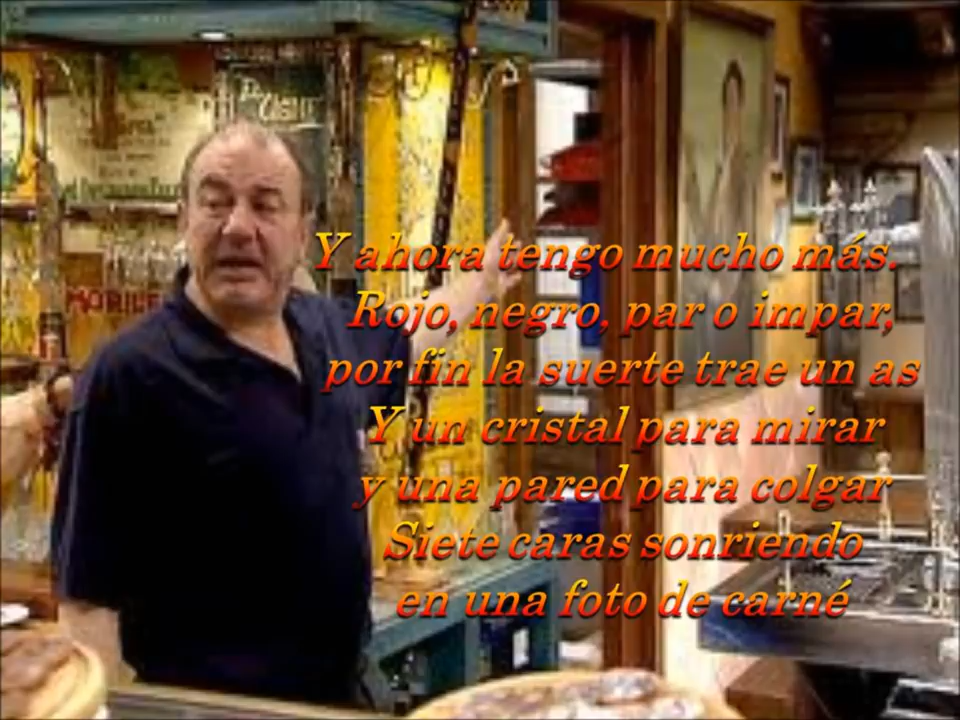 MOBILE
Y ahora tengo mucho más.
Rojo, negro, par o impar,
por fin la suerte trae un as
Y un cristal para mirar
y una pared para colgar
Siete caras sonriendo
en una foto de carné